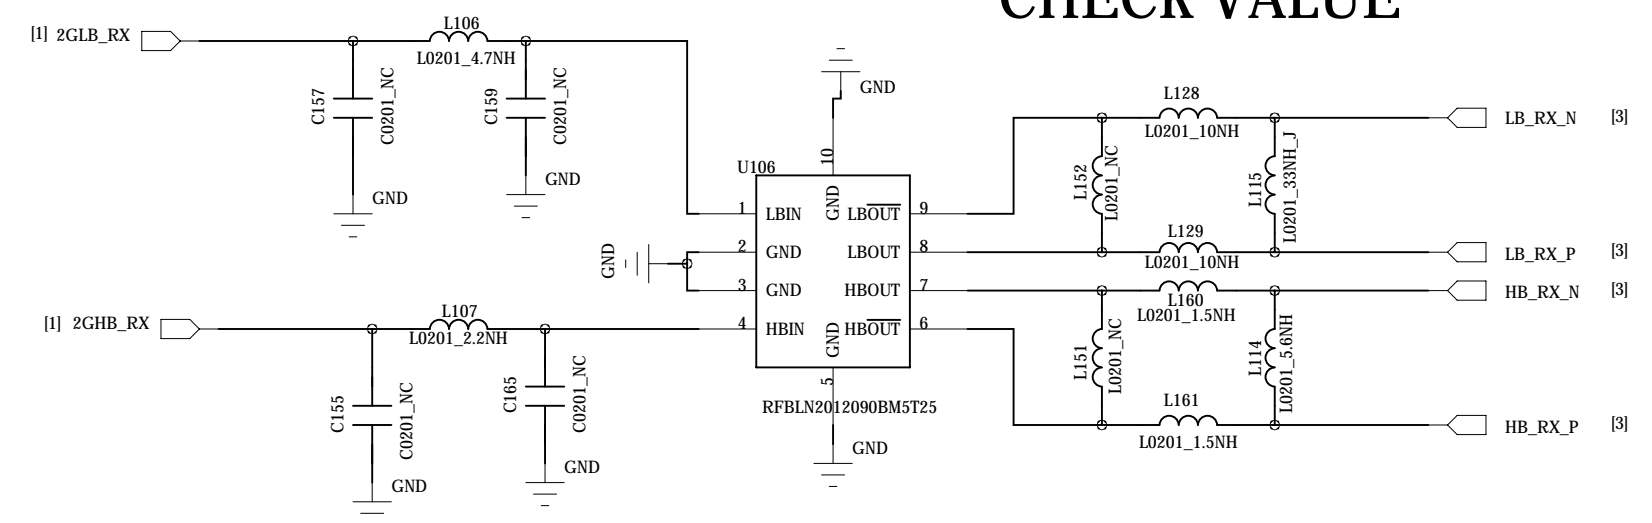 CHECK VALUE
[1] 2GLB_RX
L106
L0201_4.7NH
C157
C0201_NC
GND
C159
C0201_NC
GND
GND
U106
10
GND
1 LBIN
2 GND
3 GND
4 HBIN
GND
5
LBOUT 9
LBOUT 8
HBOUT 7
HBOUT 6
GND
RFBLN2012090BM5T25
GND
[1] 2GHB_RX
L107
L0201_2.2NH
C155
C0201_NC
GND
C165
C0201_NC
GND
L128
L0201_10NH
LB_RX_N [3]
L152
L0201_NC
L115
L0201_33NH_J
L129
L0201_10NH
LB_RX_P [3]
HB_RX_N [3]
L160
L0201_1.5NH
L151
L0201_NC
L114
L0201_5.6NH
L161
L0201_1.5NH
HB_RX_P [3]